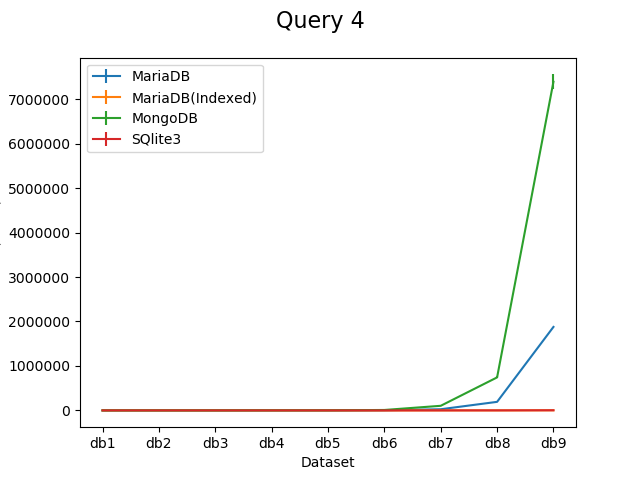 Query 4
MariaDB
MariaDB(Indexed)
MongoDB
SQlite3
7000000
6000000
5000000
4000000
3000000
2000000
1000000
0
db1 db2 db3 db4 db5 db6 db7 db8 db9
Dataset